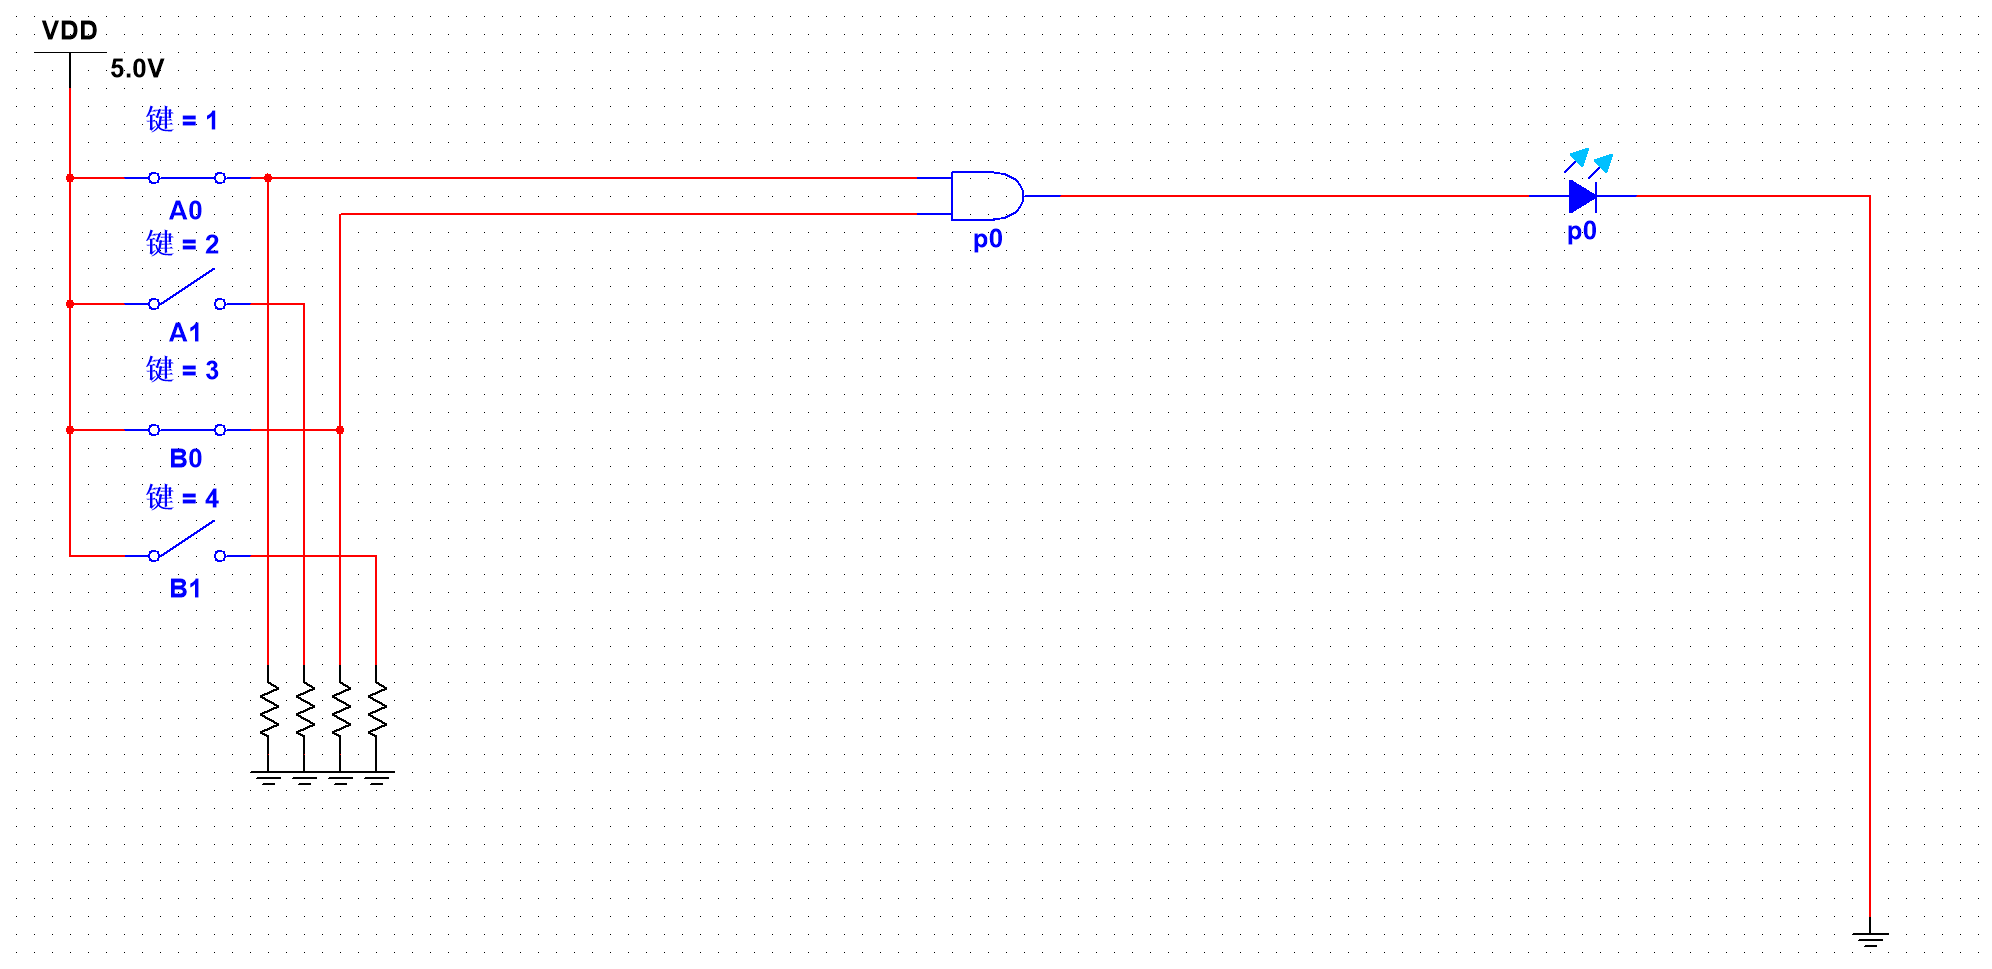 VDD
5.0V
键 = 1
A0
键 = 2
A1
键 = 3
B0
键 = 4
B1
p0
p0